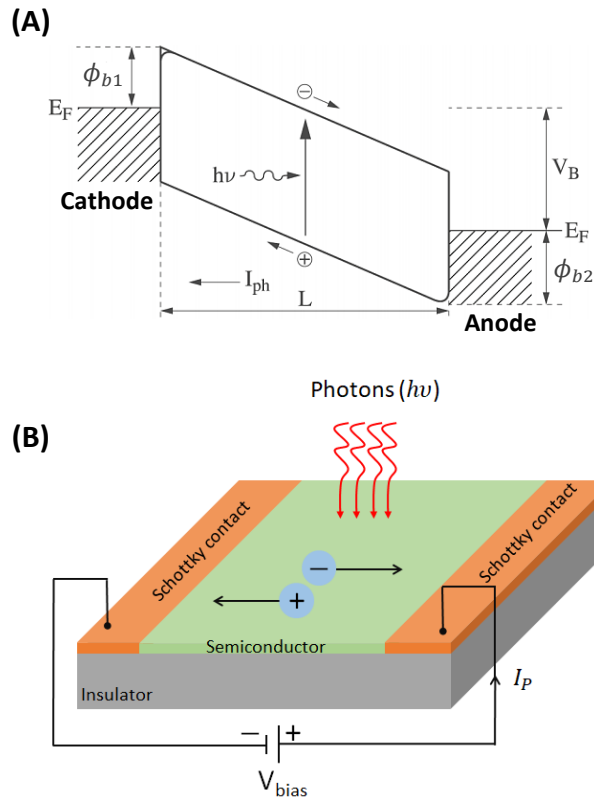 (A)
ϕb1
EF
⊖
hν
VB
Cathode
EF
⊕
Iph
ϕb2
L
Anode
Photons (hυ)
(B)
Schottky contact
Schottky contact
−
+
Semiconductor
Insulator
IP
− +
Vbias